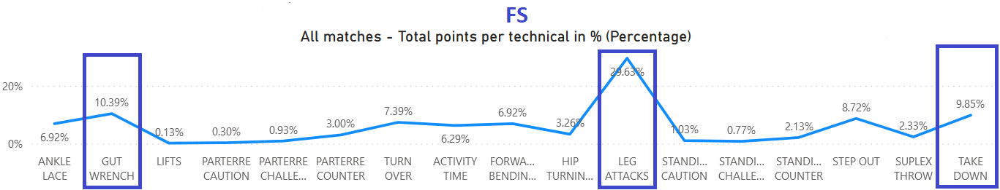 FS
All matches - Total points per technical in % (Percentage)
20%
0%
6.92%
10.39%
0.13%
0.30%
0.93%
3.00%
7.39%
6.29%
6.92%
3.26%
29.63%
1.03%
0.77%
2.13%
8.72%
2.33%
9.85%
ANKLE
LACE
GUT
WRENCH
LIFTS
PARTERRE
CAUTION
PARTERRE
CHALLE...
PARTERRE
COUNTER
TURN
OVER
ACTIVITY
TIME
FORWA...
BENDIN...
HIP
TURNIN...
LEG
ATTACKS
STANDI...
CAUTION
STANDI...
CHALLE...
STANDI...
COUNTER
STEP OUT
SUPLEX
THROW
TAKE
DOWN